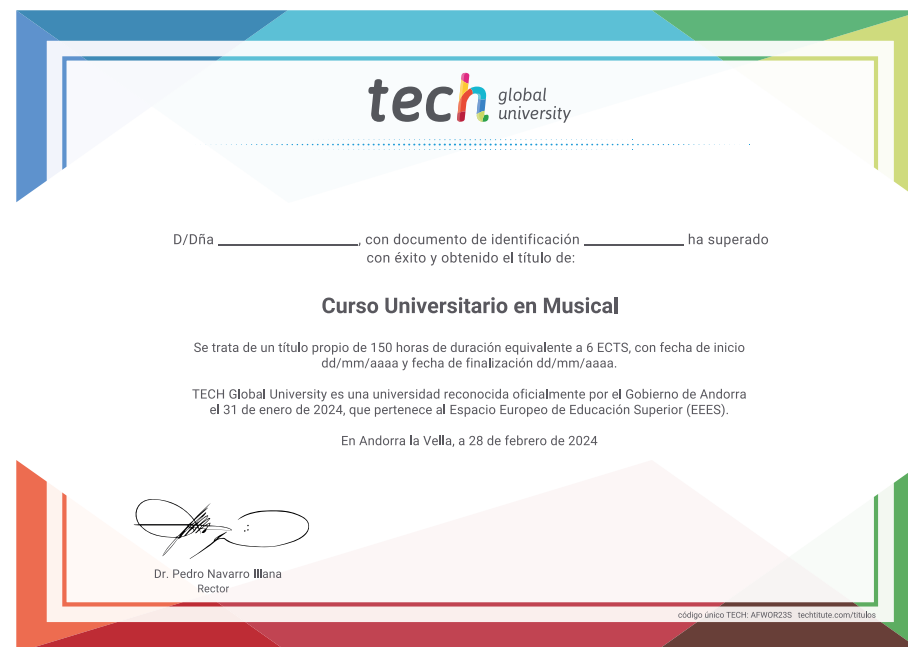 tech global university
D/Dña ____________________, con documento de identificación ______________ ha superado
con éxito y obtenido el título de:
Curso Universitario en Musical
Se trata de un título propio de 150 horas de duración equivalente a 6 ECTS, con fecha de inicio
dd/mm/aaaa y fecha de finalización dd/mm/aaaa.
TECH Global University es una universidad reconocida oficialmente por el Gobierno de Andorra
el 31 de enero de 2024, que pertenece al Espacio Europeo de Educación Superior (EEES).
En Andorra la Vella, a 28 de febrero de 2024
Dr. Pedro Navarro Illana
Rector
código único TECH: AFWOR23S techtitute.com/titulos